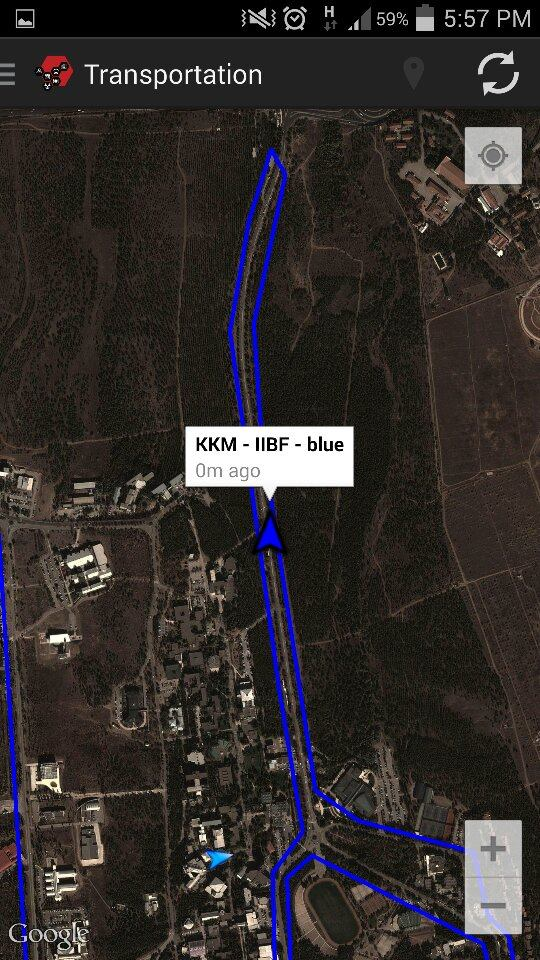 H 59% 5:57 PM
Transportation
KKM - IIBF - blue
0m ago
Google